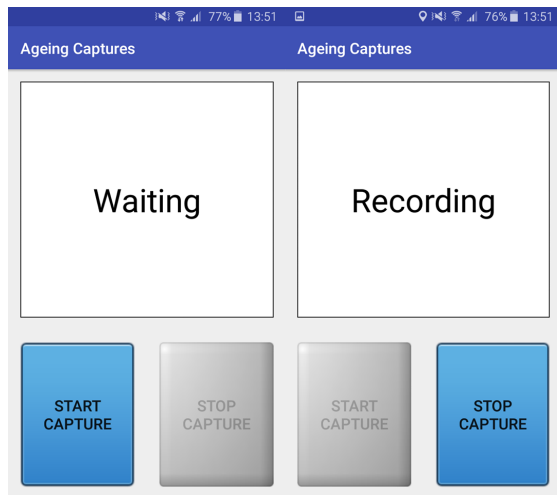 77% 13:51
Ageing Captures
Waiting
START
CAPTURE
STOP
CAPTURE
76% 13:51
Ageing Captures
Recording
START
CAPTURE
STOP
CAPTURE